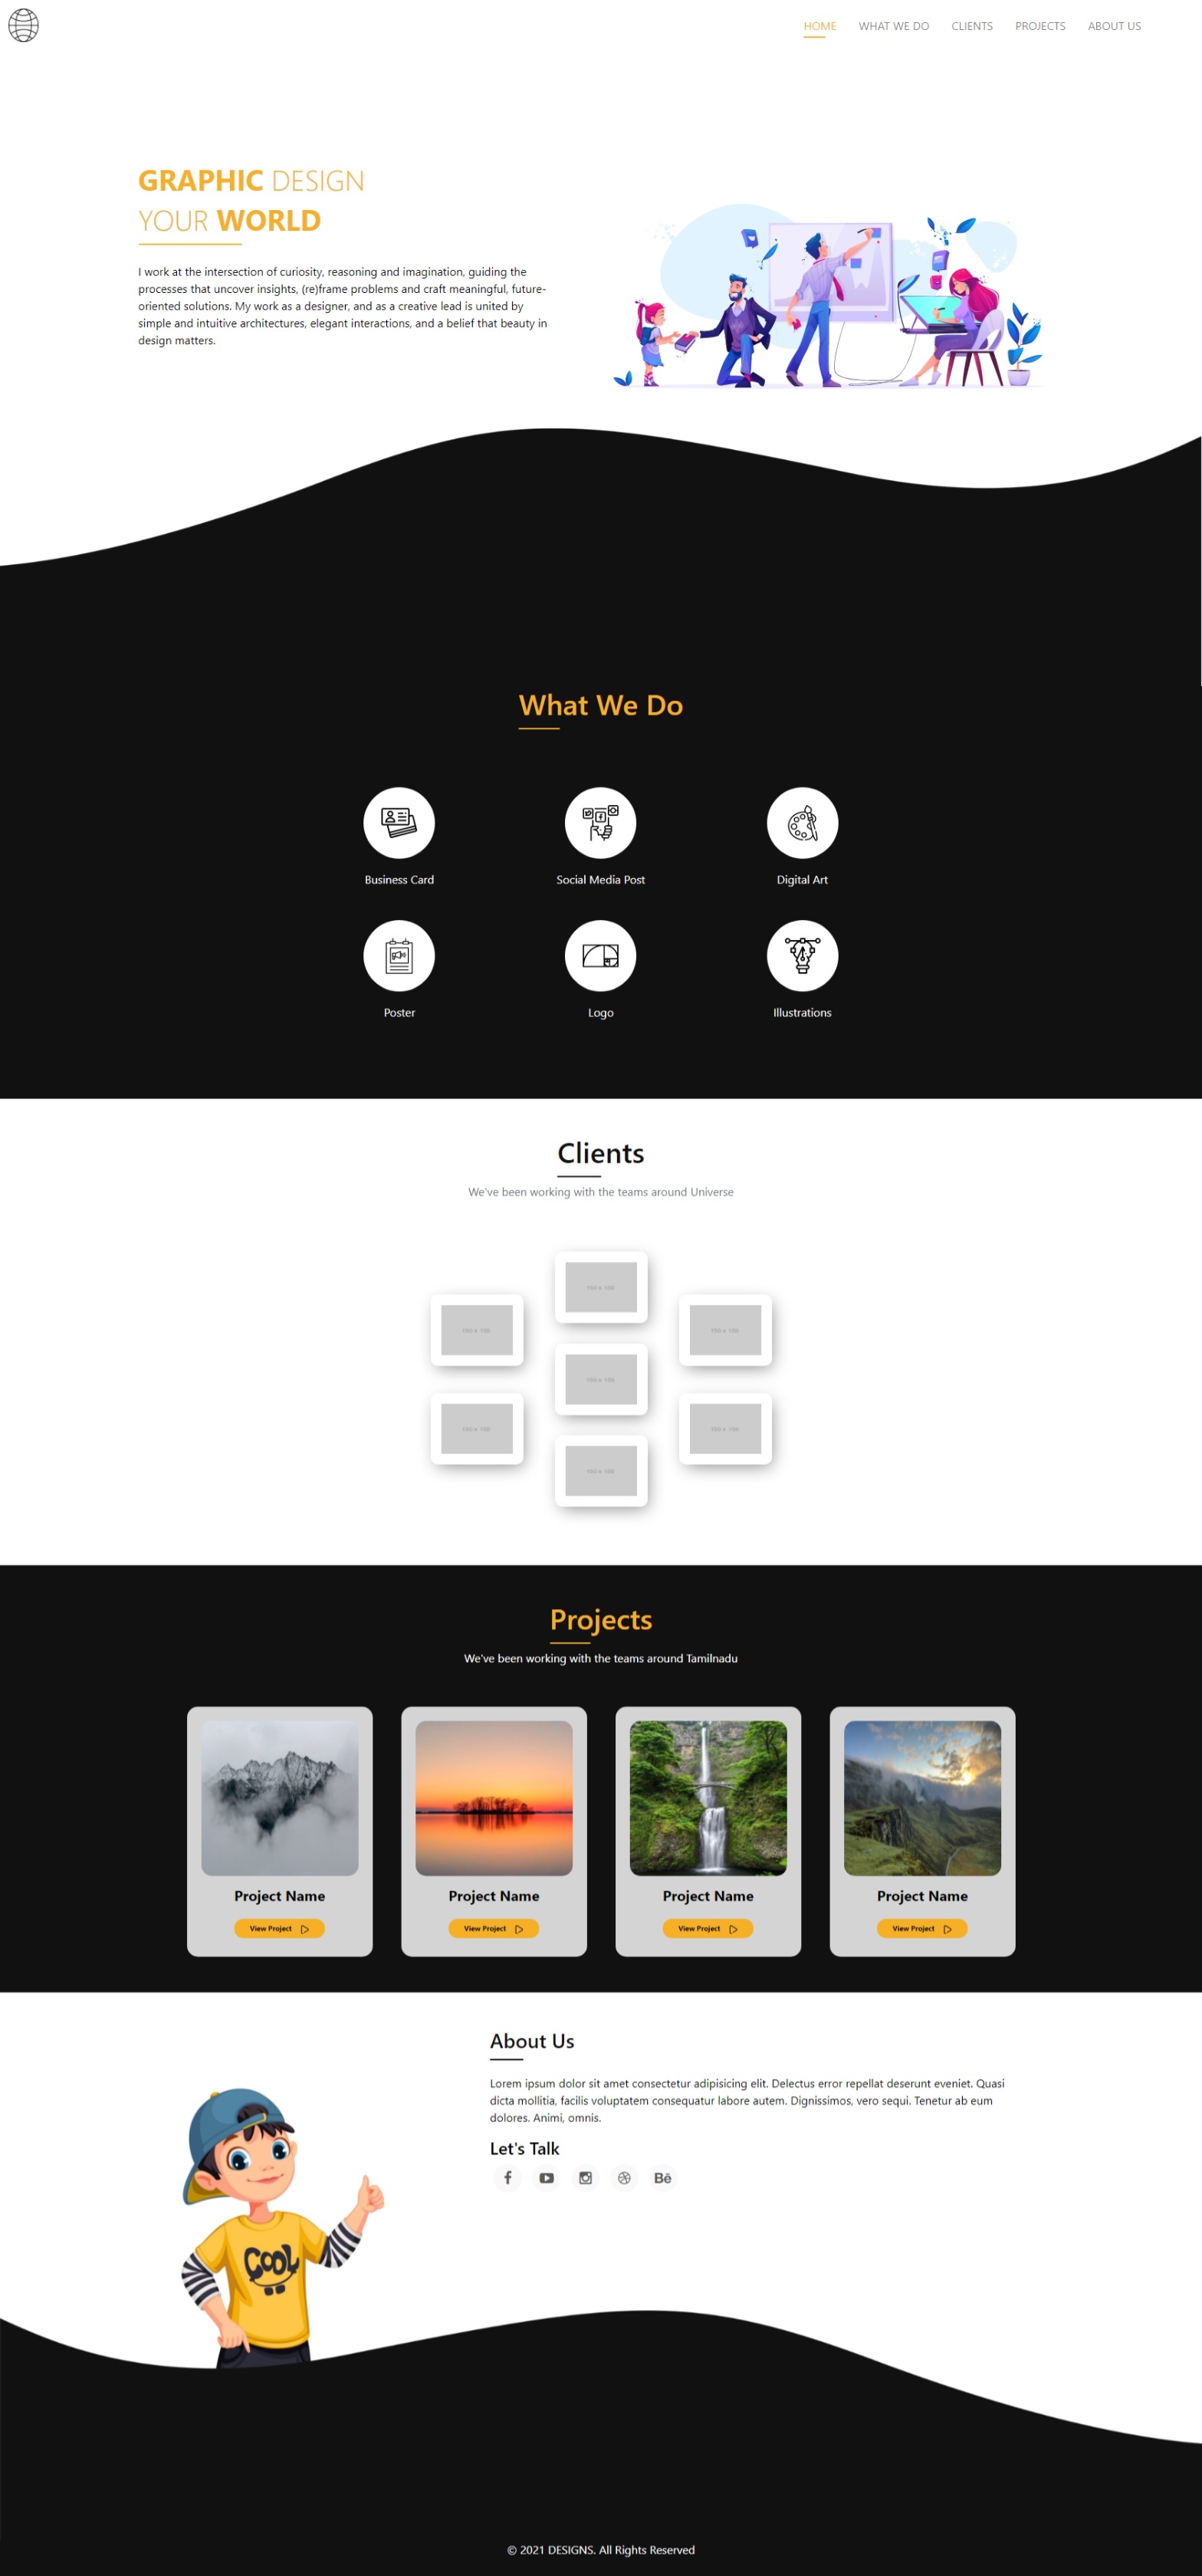 HOME WHAT WE DO CLIENTS PROJECTS ABOUT US
GRAPHIC DESIGN
YOUR WORLD
I work at the intersection of curiosity, reasoning and imagination, guiding the
processes that uncover insights, (re)frame problems and craft meaningful, future-
oriented solutions. My work as a designer, and as a creative lead is united by
simple and intuitive architectures, elegant interactions, and a belief that beauty in
design matters.
What We Do
Business Card Social Media Post Digital Art
Poster Logo Illustrations
Clients
We've been working with the teams around Universe
Projects
We've been working with the teams around Tamilnadu
Project Name Project Name Project Name Project Name
View Project View Project View Project View Project
About Us
Lorem ipsum dolor sit amet consectetur adipisicing elit. Delectus error repellat deserunt eveniet. Quasi
dicta mollitia, facilis voluptatem consequatur labore autem. Dignissimos, vero sequi. Tenetur ab eum
dolores. Animi, omnis.
Let's Talk
Bē
COOL
© 2021 DESIGNS. All Rights Reserved